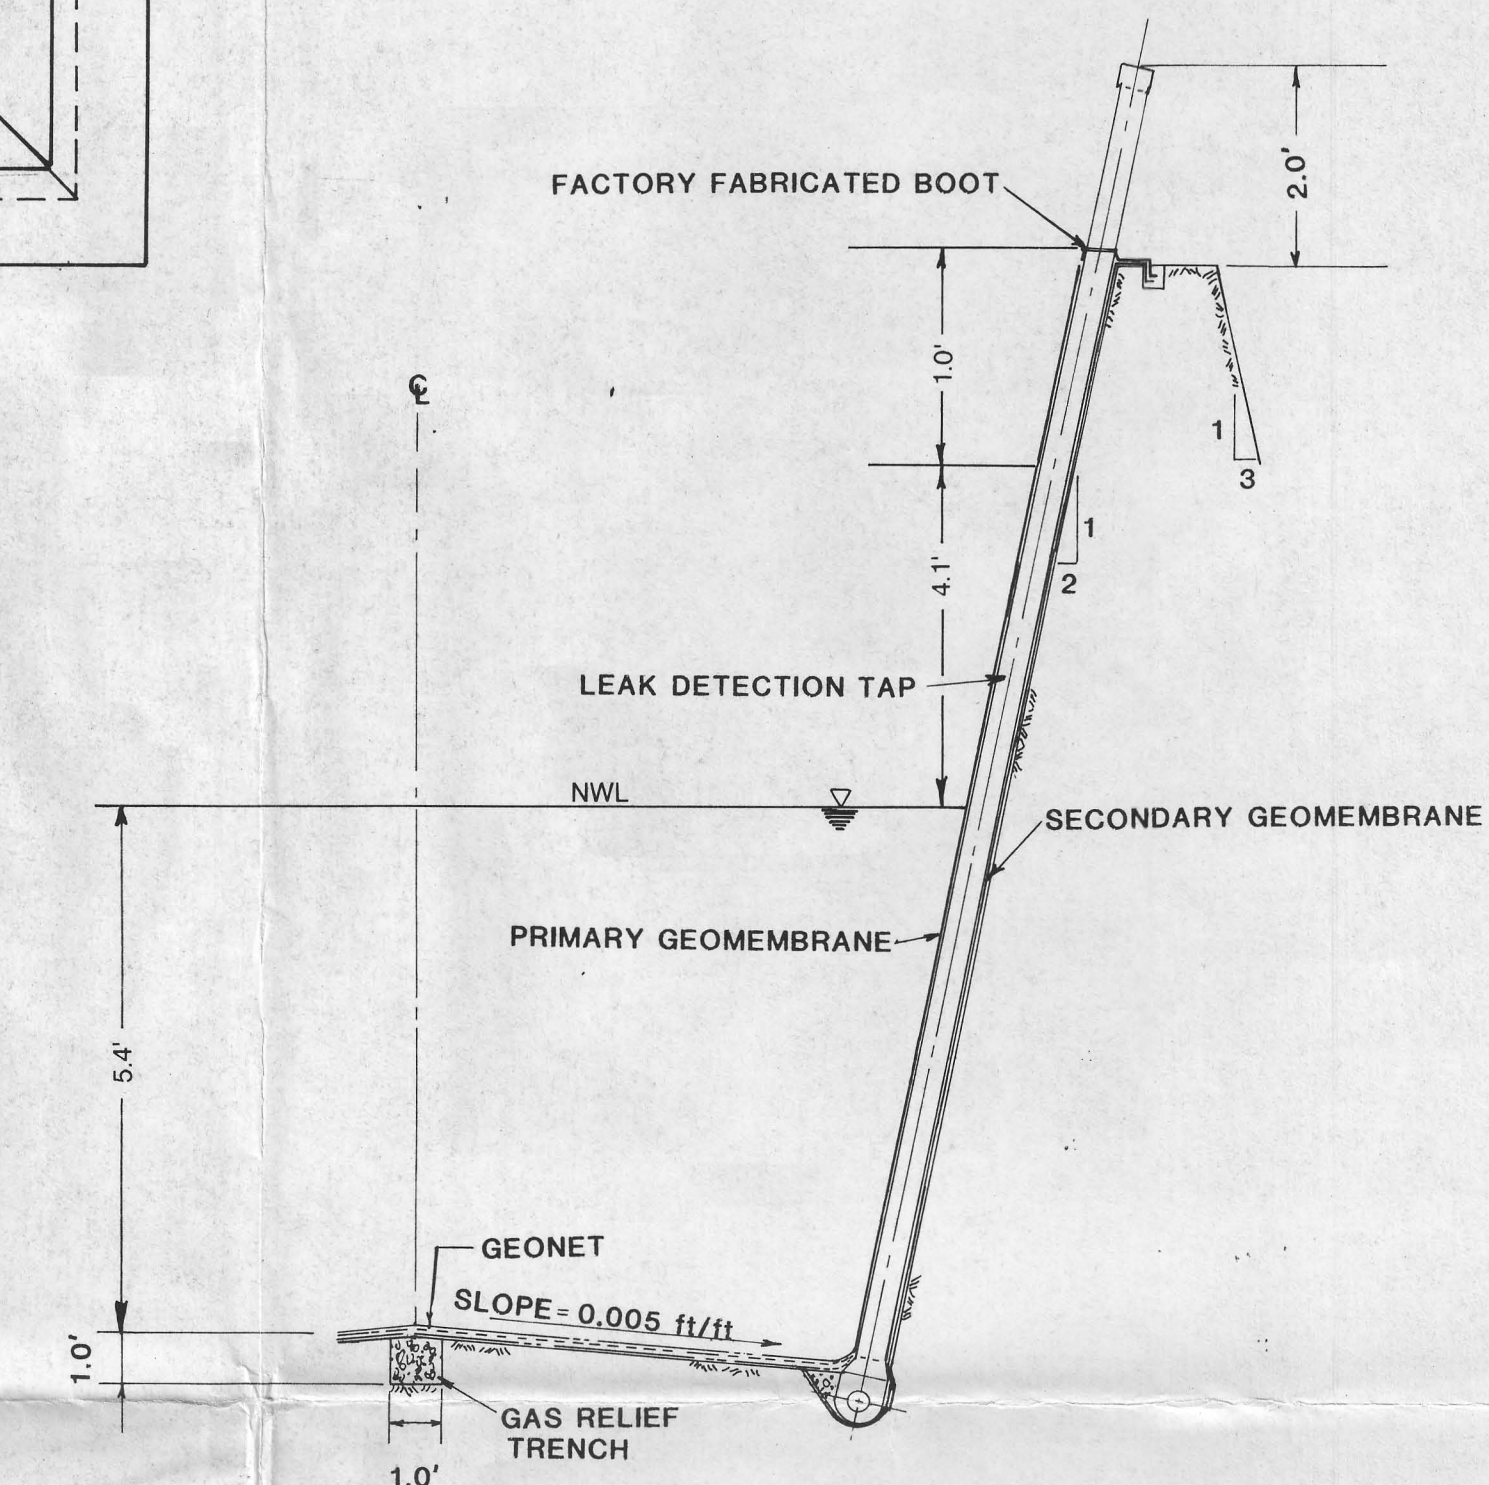 2.0'
FACTORY FABRICATED BOOT
1.0'
℄
1
3
1
2
4.1'
LEAK DETECTION TAP
NWL
SECONDARY GEOMEMBRANE
PRIMARY GEOMEMBRANE
5.4'
GEONET
SLOPE = 0.005 ft/ft
1.0'
GAS RELIEF
TRENCH
1.0'